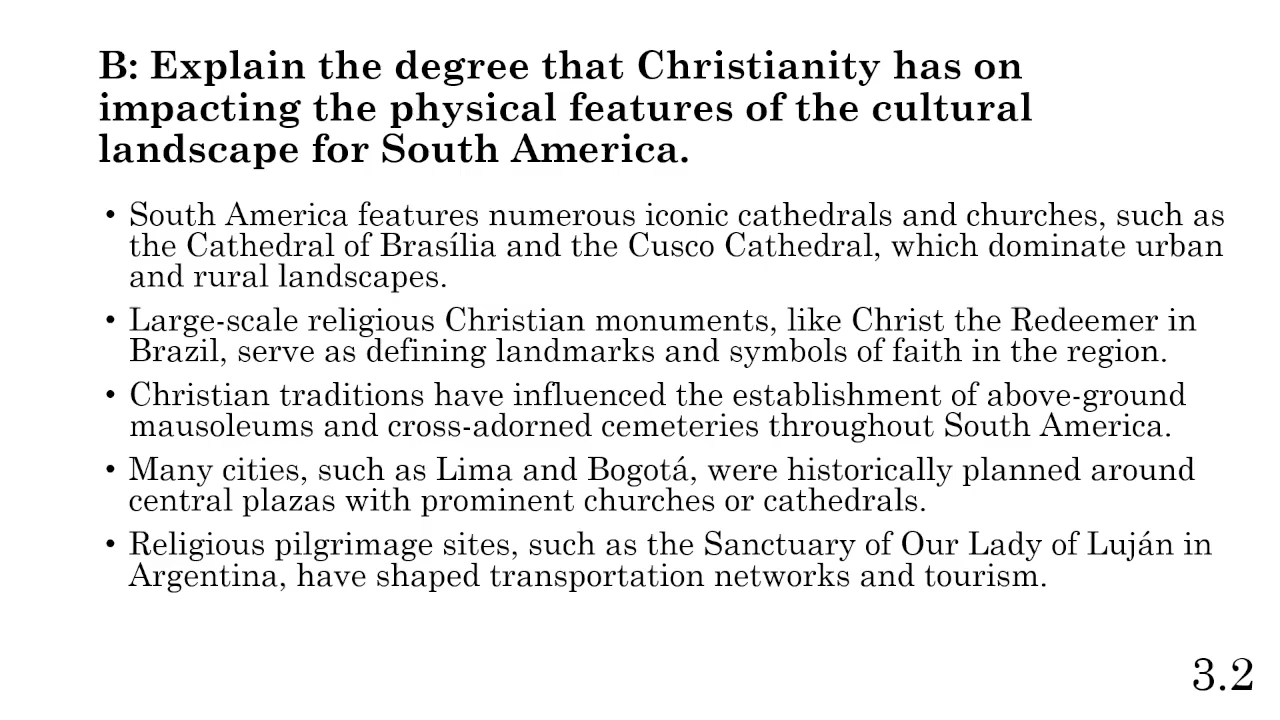 B: Explain the degree that Christianity has on
impacting the physical features of the cultural
landscape for South America.
• South America features numerous iconic cathedrals and churches, such as
the Cathedral of Brasília and the Cusco Cathedral, which dominate urban
and rural landscapes.
• Large-scale religious Christian monuments, like Christ the Redeemer in
Brazil, serve as defining landmarks and symbols of faith in the region.
• Christian traditions have influenced the establishment of above-ground
mausoleums and cross-adorned cemeteries throughout South America.
• Many cities, such as Lima and Bogotá, were historically planned around
central plazas with prominent churches or cathedrals.
• Religious pilgrimage sites, such as the Sanctuary of Our Lady of Luján in
Argentina, have shaped transportation networks and tourism.
3.2